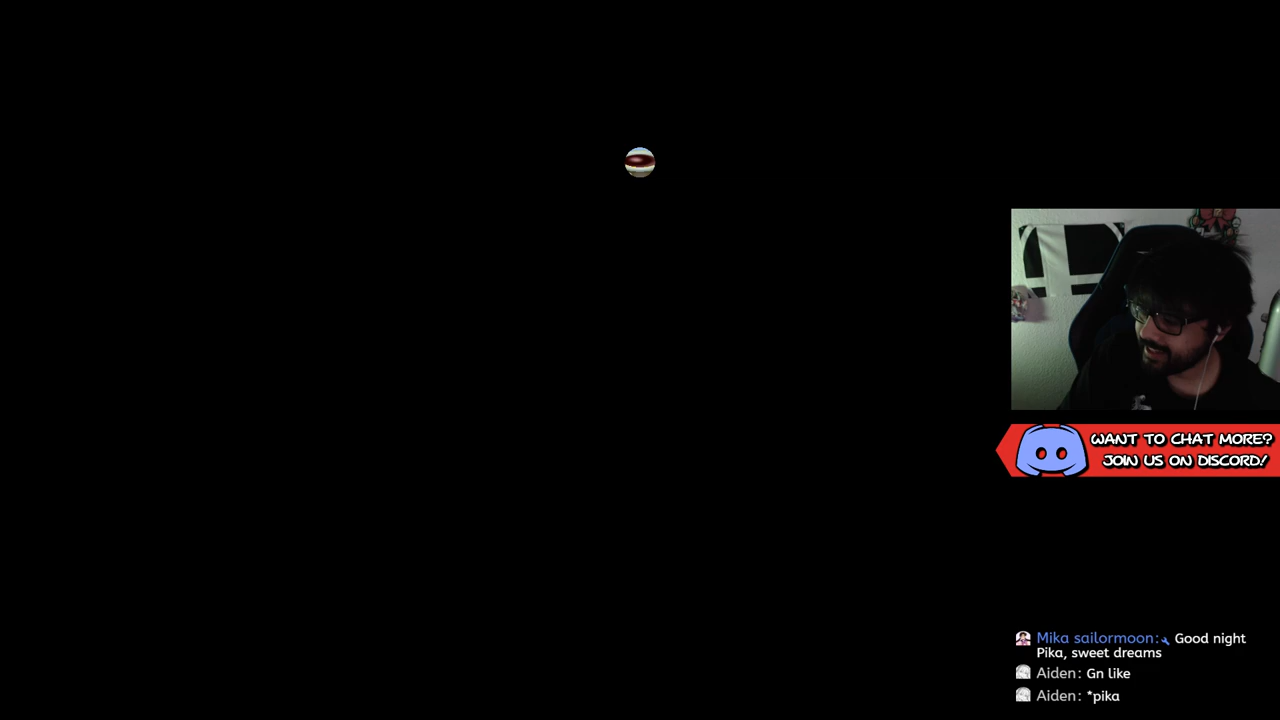 WANT TO CHAT MORE?
JOIN US ON DISCORD!
Mika sailormoon: Good night
Pika, sweet dreams
Aiden: Gn like
Aiden: *pika